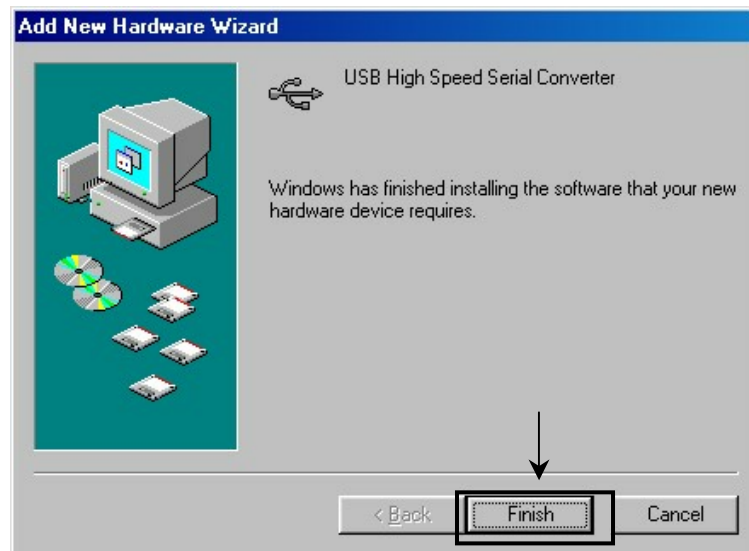 Add New Hardware Wizard
USB High Speed Serial Converter
Windows has finished installing the software that your new
hardware device requires.
< Back
Finish
Cancel